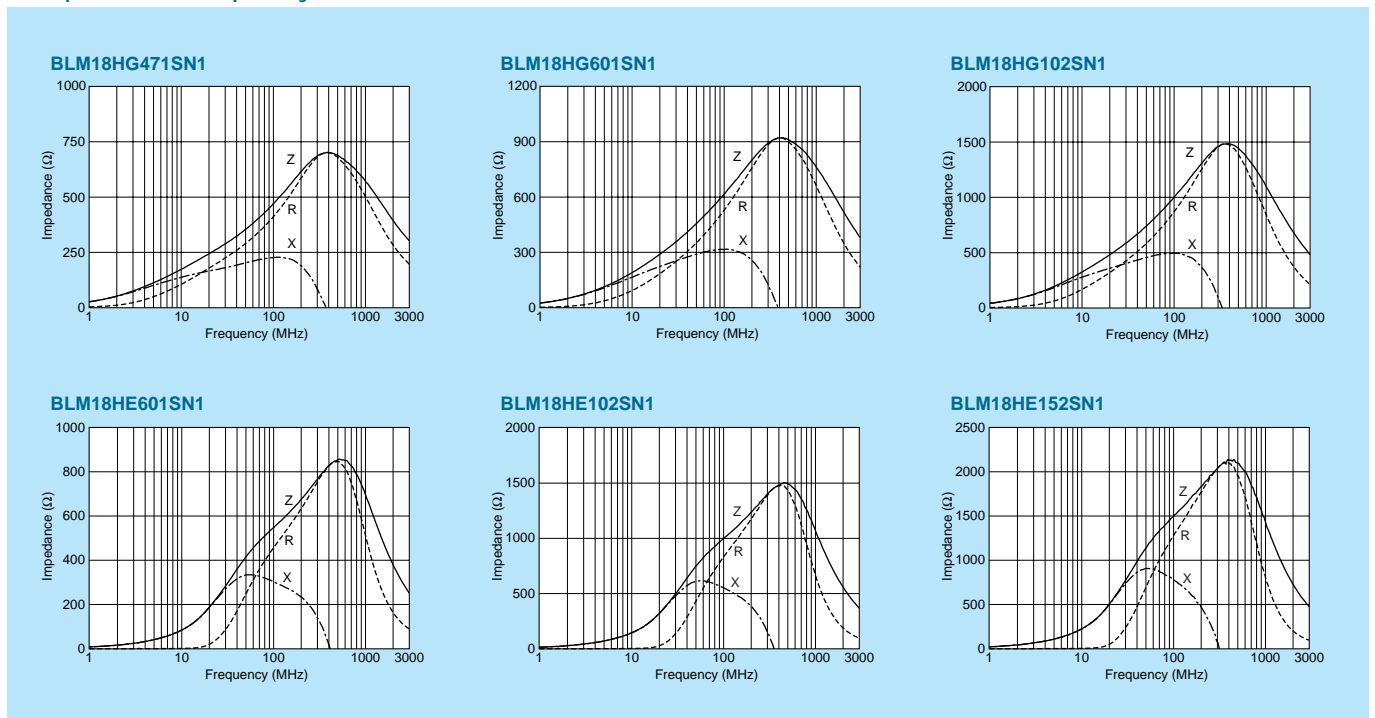 BLM18HG471SN1
1000
750
500
250
0
Impedance (Ω)
Z
R
X
1 10 100 1000 3000
Frequency (MHz)
BLM18HG601SN1
1200
900
600
300
0
Impedance (Ω)
Z
R
X
1 10 100 1000 3000
Frequency (MHz)
BLM18HG102SN1
2000
1500
1000
500
0
Impedance (Ω)
Z
R
X
1 10 100 1000 3000
Frequency (MHz)
BLM18HE601SN1
1000
800
600
400
200
0
Impedance (Ω)
Z
R
X
1 10 100 1000 3000
Frequency (MHz)
BLM18HE102SN1
2000
1500
1000
500
0
Impedance (Ω)
Z
R
X
1 10 100 1000 3000
Frequency (MHz)
BLM18HE152SN1
2500
2000
1500
1000
500
0
Impedance (Ω)
Z
R
X
1 10 100 1000 3000
Frequency (MHz)